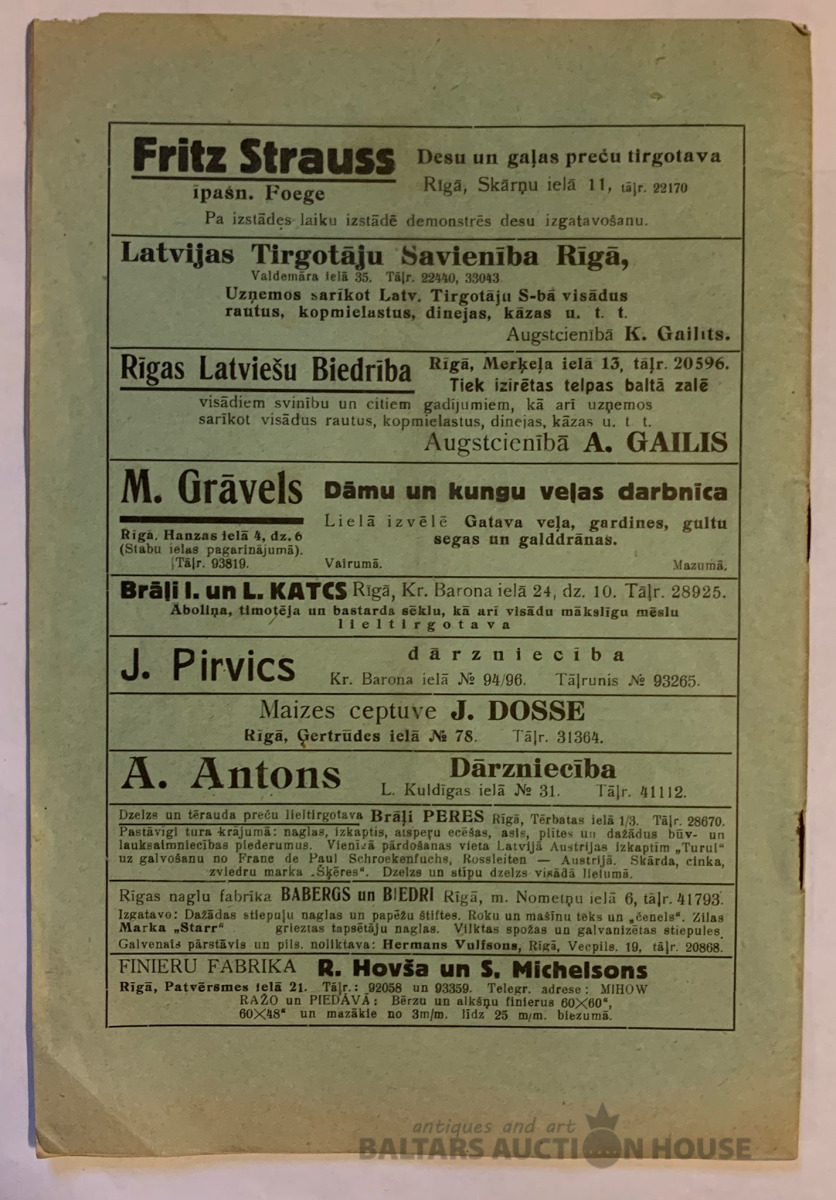 Fritz Strauss Desu un gaļas preču tirgotava
īpašn. Foege Rīgā, Skārņu ielā 11, tāļr. 22170
Pa izstādes laiku izstādē demonstrēs desu izgatavošanu.
Latvijas Tirgotāju Savienība Rīgā,
Valdemāra ielā 35. Tāļr. 22440, 33043
Uzņemos sarīkot Latv. Tirgotāju S-bā visādus
rautus, kopmielastus, dinejas, kāzas u. t. t.
Augstcienībā K. Gailits.
Rīgas Latviešu Biedrība Rīgā, Merķeļa ielā 13, tāļr. 20596.
Tiek izirētas telpas baltā zalē
visādiem svinību un citiem gadījumiem, kā arī uzņemos
sarīkot visādus rautus, kopmielastus, dinejas, kāzas u. t t.
Augstcienībā A. GAILIS
M. Grāvels Dāmu un kungu veļas darbnīca
Rīgā, Hanzas ielā 4, dz. 6
(Stabu ielas pagarinājumā).
Tāļr. 93819.
Lielā izvēlē Gatava veļa, gardines, gultu
segas un galddrānas.
Vairumā. Mazumā.
Brāļi I. un L. KATCS Rīgā, Kr. Barona ielā 24, dz. 10. Tāļr. 28925.
Āboliņa, timotēja un bastarda sēklu, kā arī visādu mākslīgu mēslu
lieltirgotava
J. Pirvics dārzniecība
Kr. Barona ielā № 94/96. Tāļrunis № 93265.
Maizes ceptuve J. DOSSE
Rīgā, Ģertrūdes ielā № 78. Tāļr. 31364.
A. Antons Dārzniecība
L. Kuldīgas ielā № 31. Tāļr. 41112.
Dzelzs un tērauda preču lieltirgotava Brāļi PERES Rīgā, Tērbatas ielā 1/3. Tāļr. 28670.
Pastāvīgi tura krājumā: naglas, izkaptis, atsperu ecēšas, asis, plītes un dažādus būv- un
lauksaimniecības piederumus. Vienīgā pārdošanas vieta Latvijā Austrijas izkaptīm „Turul“
uz galvošanu no Franc de Paul Schroekenfuchs, Rossleiten — Austrijā. Skārda, cinka,
zviedru marka „Šķēres“. Dzelzs un stīpu dzelzs visādā lielumā.
Rīgas naglu fabrika BABERGS un BIEDRI Rīgā, m. Nometņu ielā 6, tāļr. 41793.
Izgatavo: Dažādas stiepuļu naglas un papēžu štiftes. Roku un mašīnu teks un „čenels“. Zilas
Marka „Starr“ grieztas tapsētāju naglas. Vilktas spožas un galvanizētas stiepules
Galvenais pārstāvis un pils. noliktava: Hermans Vulfsons, Rīgā, Vecpils. 19, tāļr. 20868.
FINIERU FABRIKA R. Hovša un S. Michelsons
Rīgā, Patvērsmes ielā 21. Tāļr.: 92058 un 93359. Telegr. adrese: MIHOW
RAŽO un PIEDĀVĀ: Bērzu un alkšņu finierus 60×60“,
60×48“ un mazākie no 3m/m. līdz 25 m/m. biezumā.
antiques and art
BALTARS AUCTION HOUSE